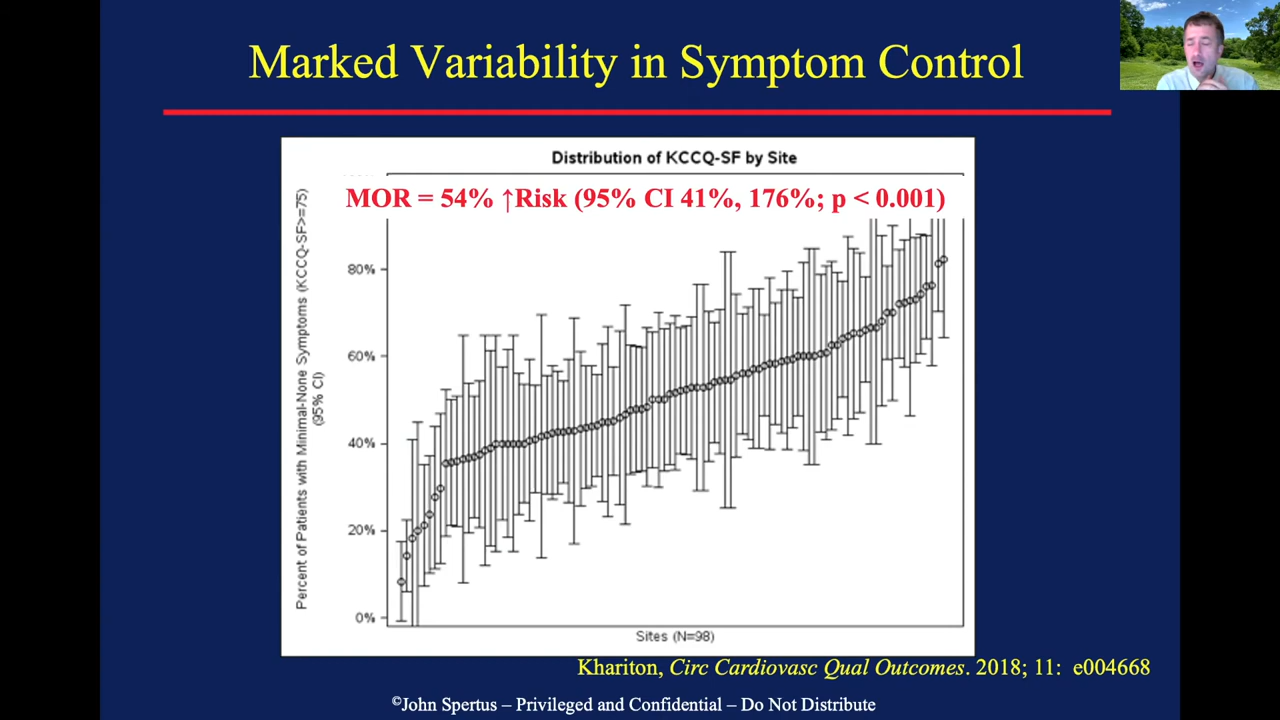 Marked Variability in Symptom Control
Distribution of KCCQ-SF by Site
MOR = 54% ↑Risk (95% CI 41%, 176%; p < 0.001)
Percent of Patients with Minimal-None Symptoms (KCCQ-SF>=75)
(95% CI)
80%
60%
40%
20%
0%
Sites (N=98)
Khariton, Circ Cardiovasc Qual Outcomes. 2018; 11: e004668
©John Spertus – Privileged and Confidential – Do Not Distribute